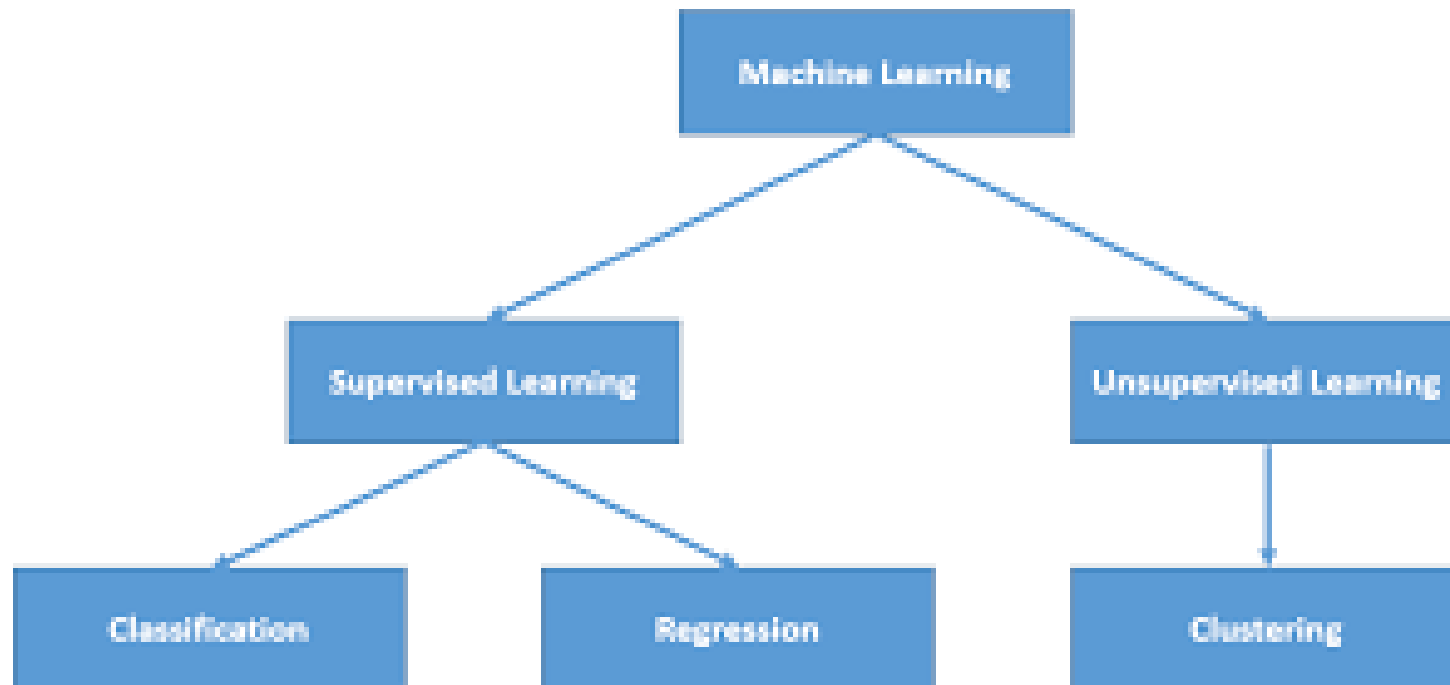 Machine Learning
Supervised Learning
Unsupervised Learning
Classification
Regression
Clustering